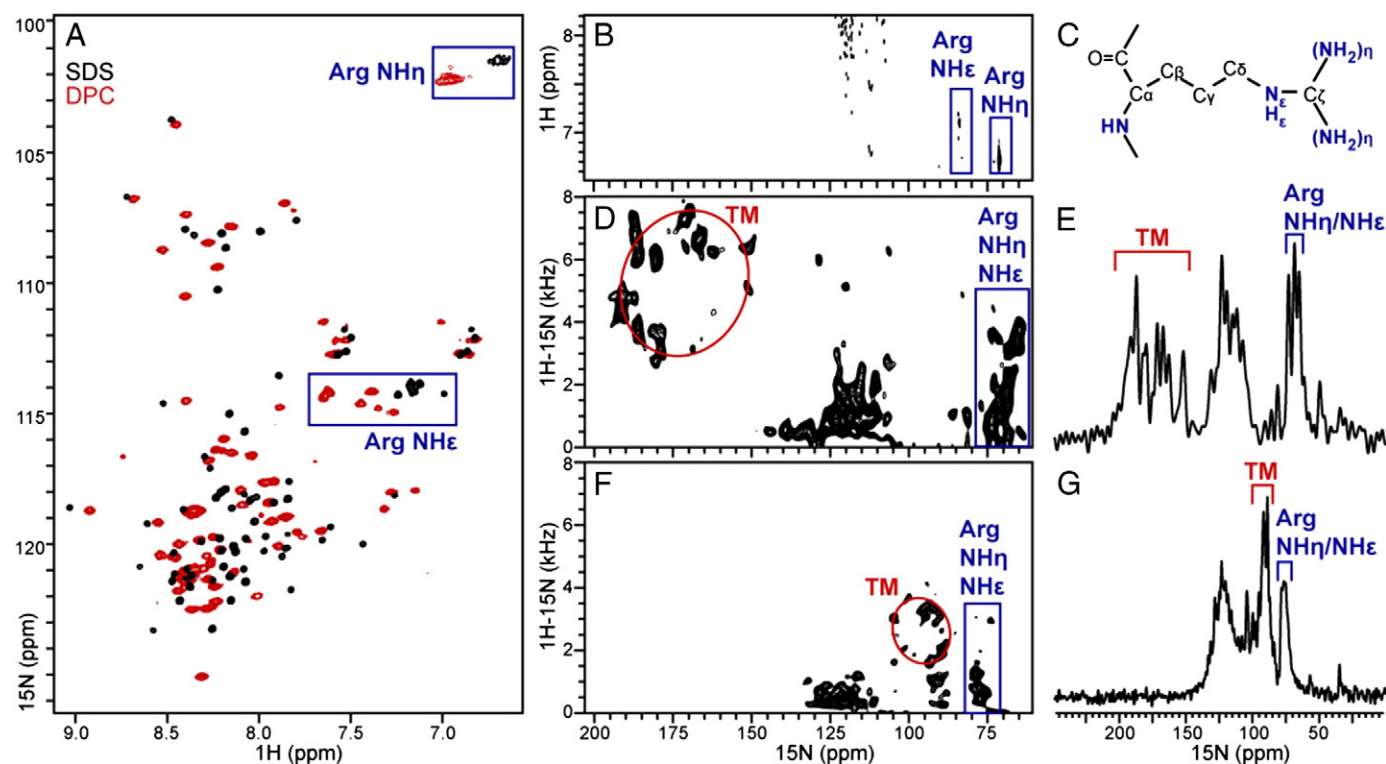 A
SDS
DPC
Arg NHη
Arg NHε
100
105
110
115
120
15N (ppm)
9.0 8.5 8.0 7.5 7.0
1H (ppm)
B
Arg
NHε
Arg
NHη
8
7
1H (ppm)
C
O
Cα
Cβ
Cγ
Cδ
Nε
Hε
Cζ
(NH2)η
(NH2)η
HN
D
TM
Arg
NHη
NHε
8
6
4
2
0
1H-15N (kHz)
E
TM
Arg
NHη/NHε
F
TM
Arg
NHη
NHε
8
6
4
2
0
1H-15N (kHz)
200 175 150 125 100 75
15N (ppm)
G
TM
Arg
NHη/NHε
200 150 100 50
15N (ppm)